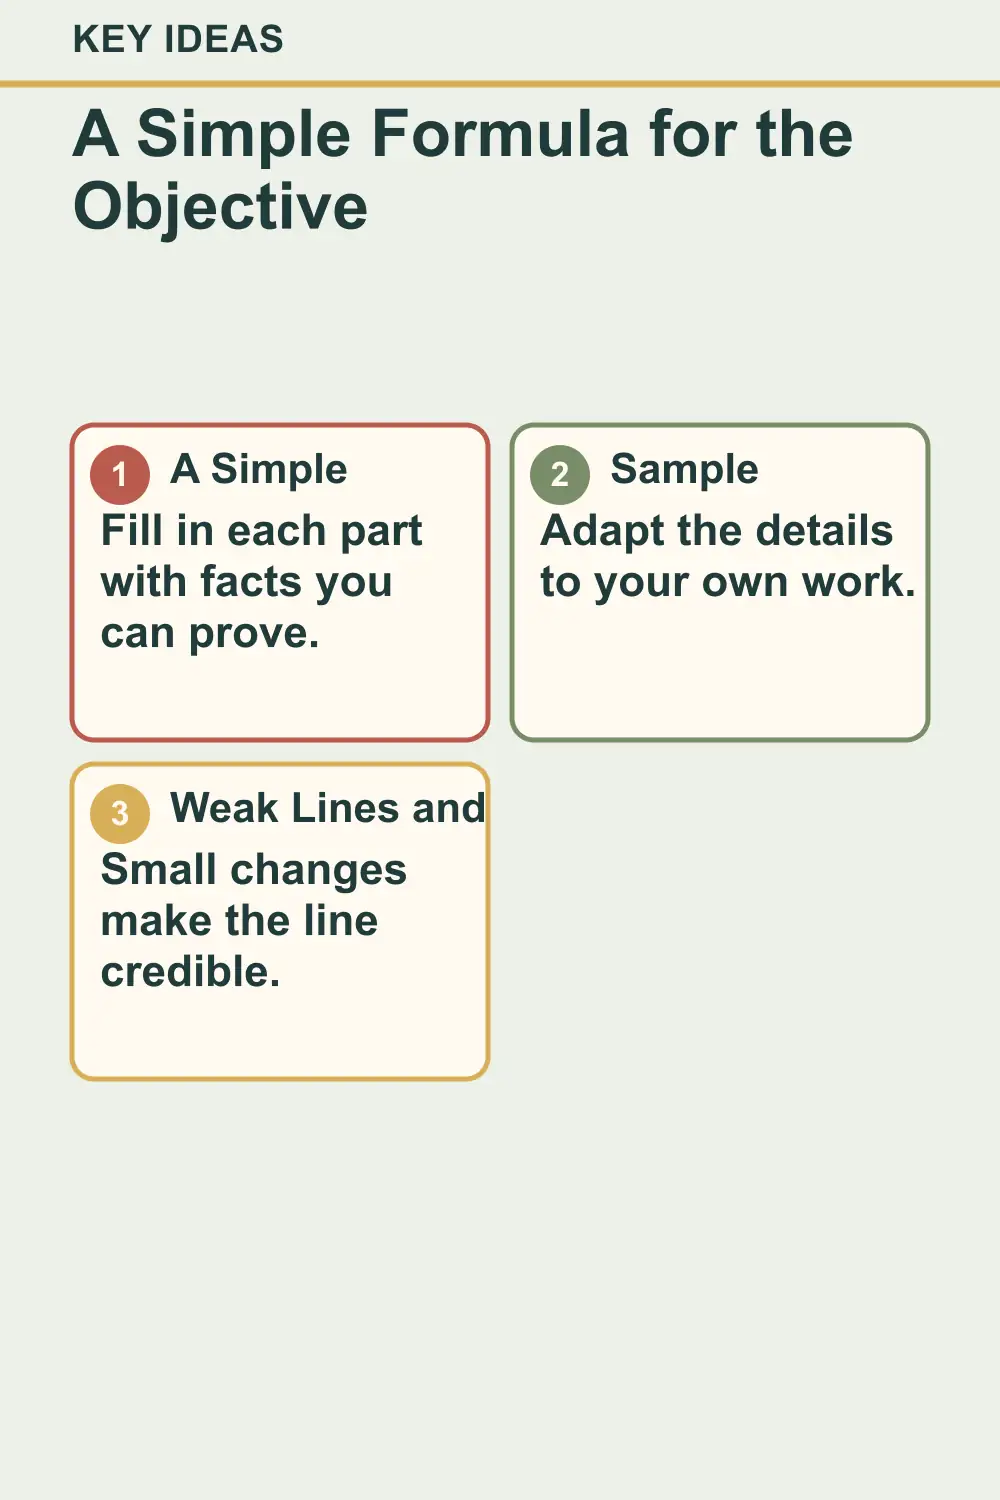 KEY IDEAS
A Simple Formula for the
Objective
1 A Simple
Fill in each part
with facts you
can prove.
2 Sample
Adapt the details
to your own work.
3 Weak Lines and
Small changes
make the line
credible.